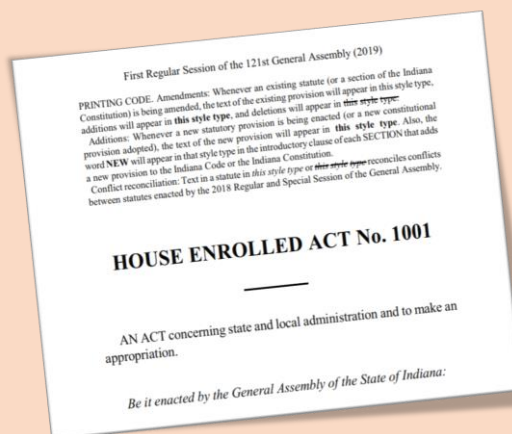 First Regular Session of the 121st General Assembly (2019)
PRINTING CODE. Amendments: Whenever an existing statute (or a section of the Indiana
Constitution) is being amended, the text of the existing provision will appear in this style type,
additions will appear in this style type, and deletions will appear in this style type.
Additions: Whenever a new statutory provision is being enacted (or a new constitutional
provision adopted), the text of the new provision will appear in this style type. Also, the
word NEW will appear in that style type in the introductory clause of each SECTION that adds
a new provision to the Indiana Code or the Indiana Constitution.
Conflict reconciliation: Text in a statute in this style type or this style type reconciles conflicts
between statutes enacted by the 2018 Regular and Special Session of the General Assembly.
HOUSE ENROLLED ACT No. 1001
AN ACT concerning state and local administration and to make an
appropriation.
Be it enacted by the General Assembly of the State of Indiana: